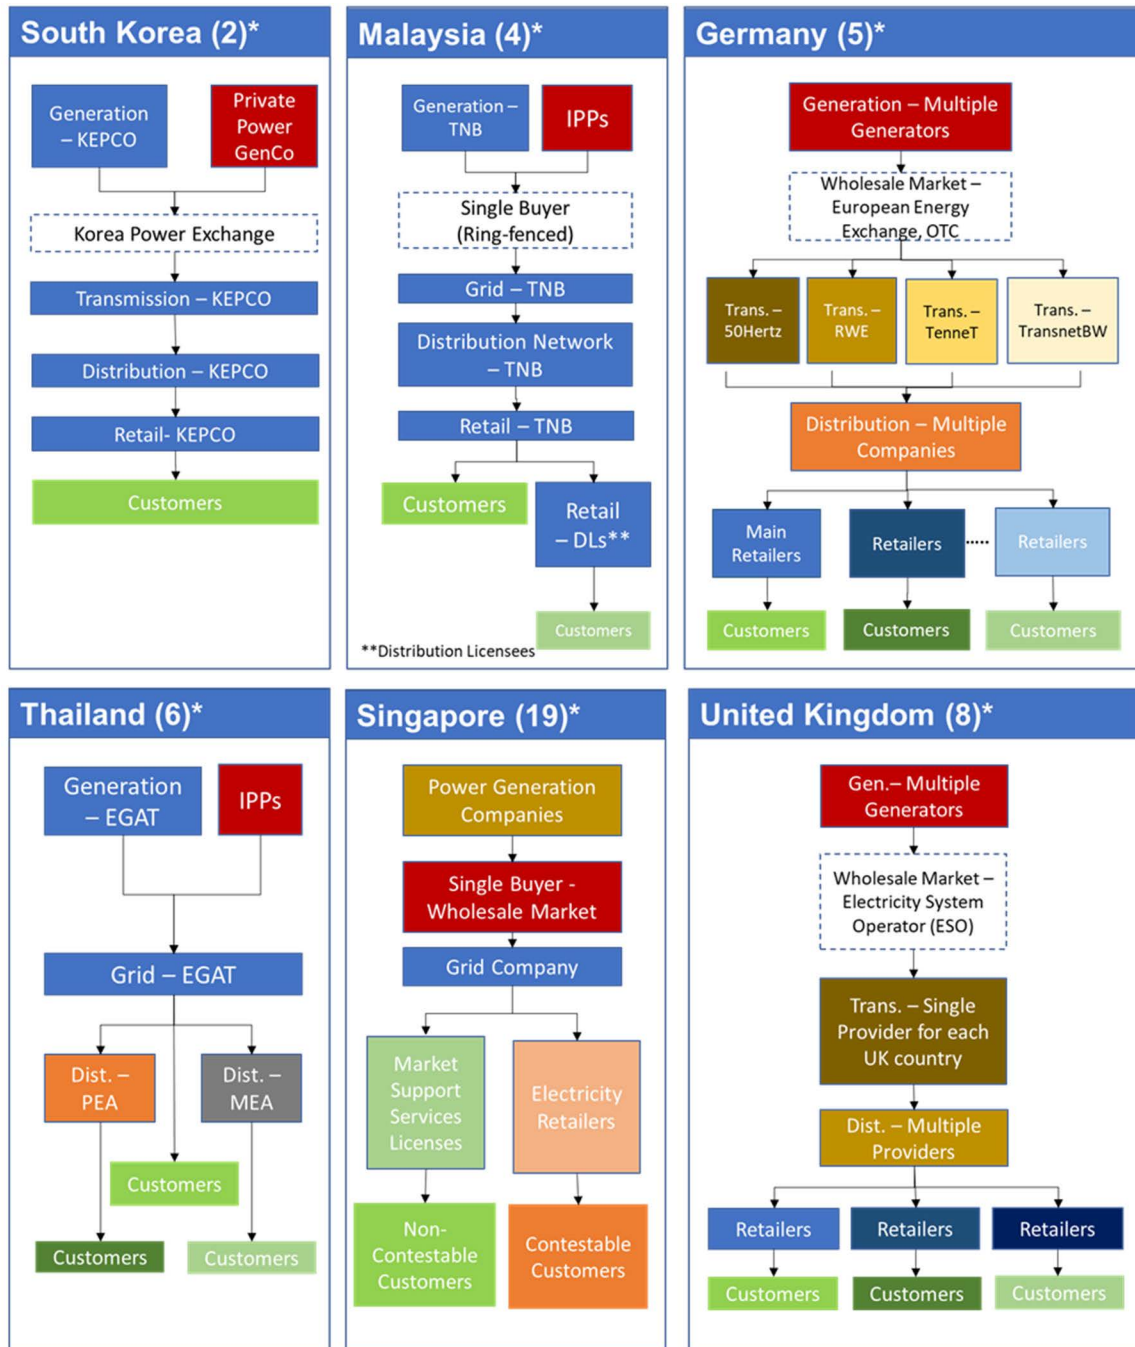 South Korea (2)*
Generation
– KEPCO
Private
Power
GenCo
Korea Power Exchange
Transmission – KEPCO
Distribution – KEPCO
Retail- KEPCO
Customers
Malaysia (4)*
Generation –
TNB
IPPs
Single Buyer
(Ring-fenced)
Grid – TNB
Distribution Network
– TNB
Retail – TNB
Customers
Retail
– DLs**
Customers
**Distribution Licensees
Germany (5)*
Generation – Multiple
Generators
Wholesale Market –
European Energy
Exchange, OTC
Trans. –
50Hertz
Trans. –
RWE
Trans. –
TenneT
Trans. –
TransnetBW
Distribution – Multiple
Companies
Main
Retailers
Retailers
.....
Retailers
Customers
Customers
Customers
Thailand (6)*
Generation
– EGAT
IPPs
Grid – EGAT
Dist. –
PEA
Dist. –
MEA
Customers
Customers
Customers
Singapore (19)*
Power Generation
Companies
Single Buyer -
Wholesale Market
Grid Company
Market
Support
Services
Licenses
Electricity
Retailers
Non-
Contestable
Customers
Contestable
Customers
United Kingdom (8)*
Gen.– Multiple
Generators
Wholesale Market –
Electricity System
Operator (ESO)
Trans. – Single
Provider for each
UK country
Dist. – Multiple
Providers
Retailers
Retailers
Retailers
Customers
Customers
Customers